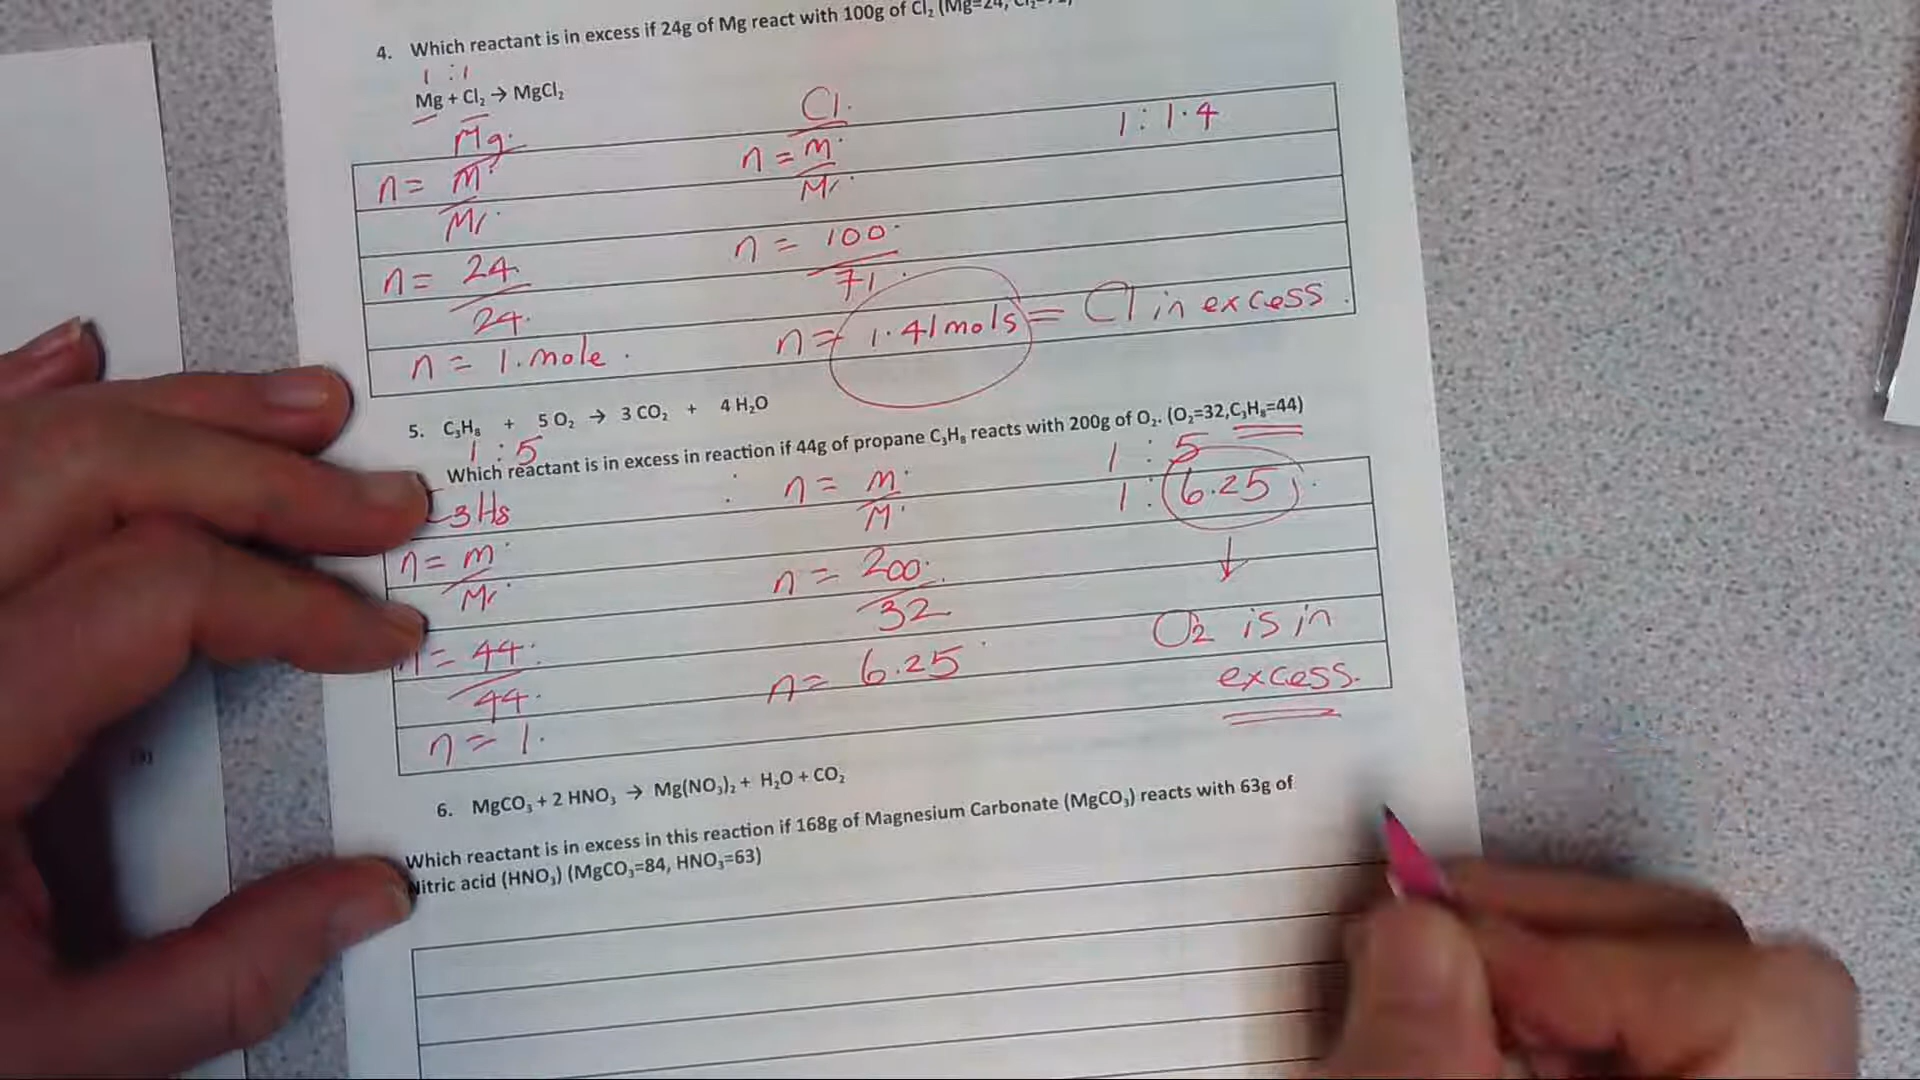 4. Which reactant is in excess if 24g of Mg react with 100g of Cl₂ (Mg=24, Cl₂=71)
1 : 1
Mg + Cl₂ → MgCl₂
Mg. Cl. 1 : 1.4
n = m n = m
Mr Mr
n = 24 n = 100
24 71
n = 1.mole. n = 1.41mols = Cl in excess.
5. C₃H₈ + 5 O₂ → 3 CO₂ + 4 H₂O
1 : 5
Which reactant is in excess in reaction if 44g of propane C₃H₈ reacts with 200g of O₂. (O₂=32,C₃H₈=44)
1 : 5
3H8 : n = m 1 : 6.25
M
n = m n = 200 ↓
Mr 32
n = 44 O2 is in
44 n = 6.25 excess.
n = 1.
6. MgCO₃ + 2 HNO₃ → Mg(NO₃)₂ + H₂O + CO₂
Which reactant is in excess in this reaction if 168g of Magnesium Carbonate (MgCO₃) reacts with 63g of
Nitric acid (HNO₃) (MgCO₃=84, HNO₃=63)